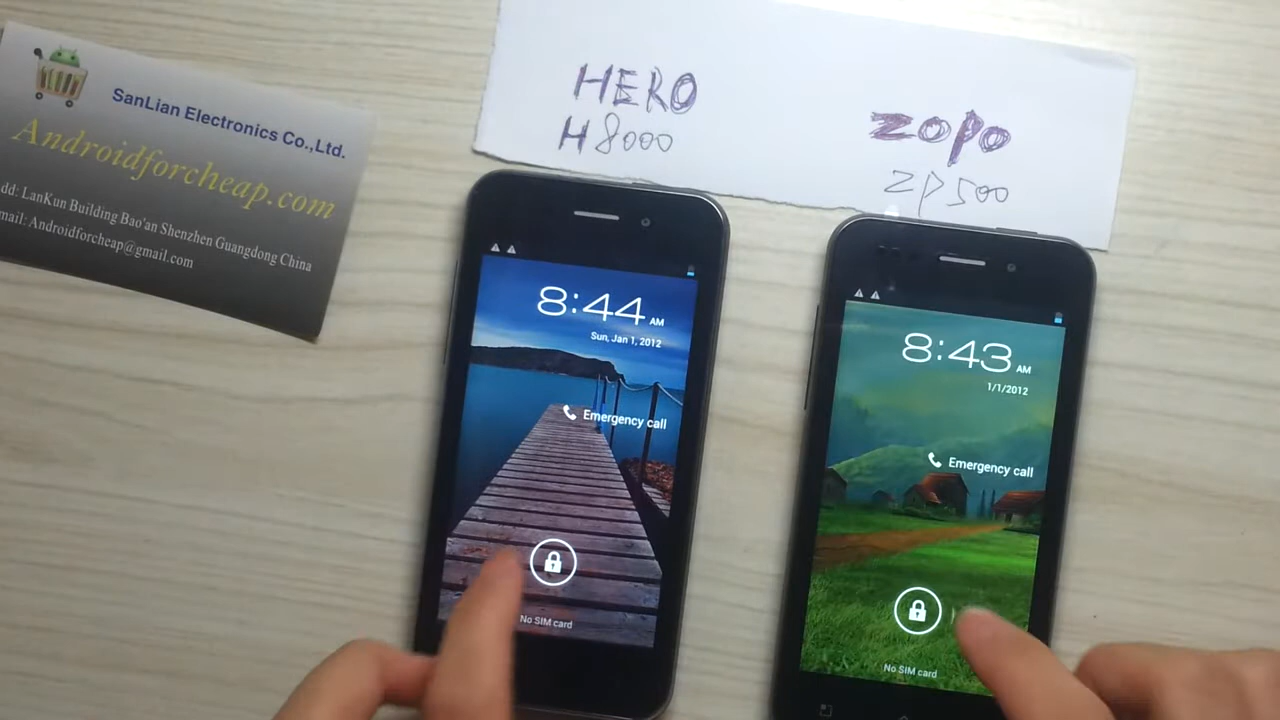 SanLian Electronics Co.,Ltd.
Androidforcheap.com
dd: LanKun Building Bao'an Shenzhen Guangdong China
mail: Androidforcheap@gmail.com
HERO
H8000
ZOPO
ZP500
8:44 AM
Sun, Jan 1, 2012
Emergency call
No SIM card
8:43 AM
1/1/2012
Emergency call
No SIM card